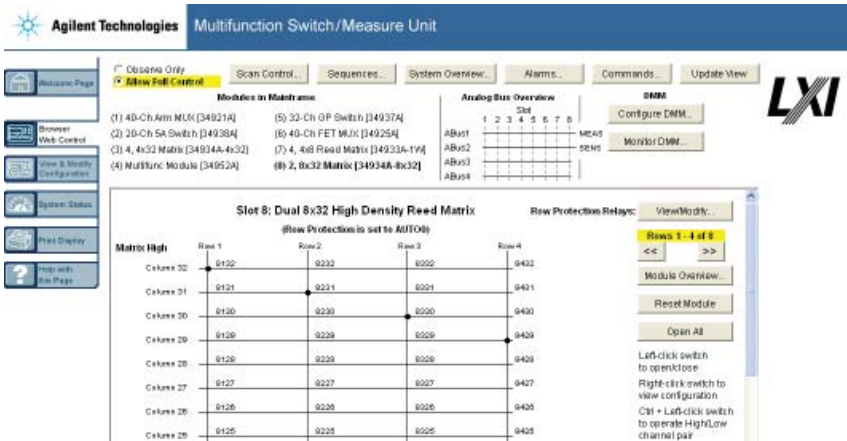 Agilent Technologies
Multifunction Switch/Measure Unit
Observe Only
Allow Full Control
Scan Control...
Sequences...
System Overview...
Alarms...
Commands...
Update View
LXI
Welcome Page
Browser
Web Control
View & Modify
Configuration
System Status
Print Display
Help with
this Page
Modules in Mainframe
(1) 40-Ch Arm MUX [34921A]
(2) 20-Ch 5A Switch [34938A]
(3) 4, 4x32 Matrix [34934A-4x32]
(4) Multifunc Module [34952A]
(5) 32-Ch GP Switch [34937A]
(6) 40-Ch FET MUX [34925A]
(7) 4, 4x8 Reed Matrix [34933A-1W]
(8) 2, 8x32 Matrix [34934A-8x32]
Analog Bus Overview
Slot
1 2 3 4 5 6 7 8
ABus1
MEAS
ABus2
SENS
ABus3
ABus4
DMM
Configure DMM...
Monitor DMM...
Slot 8: Dual 8x32 High Density Reed Matrix
(Row Protection is set to AUTO0)
Row Protection Relays:
View/Modify...
Rows 1 - 4 of 8
<< >>
Module Overview...
Reset Module
Open All
Left-click switch
to open/close
Right-click switch to
view configuration
Ctrl + Left-click switch
to operate High/Low
channel pair
Matrix High Row 1 Row 2 Row 3 Row 4
Column 32 8132 8232 8332 8432
Column 31 8131 8231 8331 8431
Column 30 8130 8230 8330 8430
Column 29 8129 8229 8329 8429
Column 28 8128 8228 8328 8428
Column 27 8127 8227 8327 8427
Column 26 8126 8226 8326 8426
Column 25 8125 8225 8325 8425